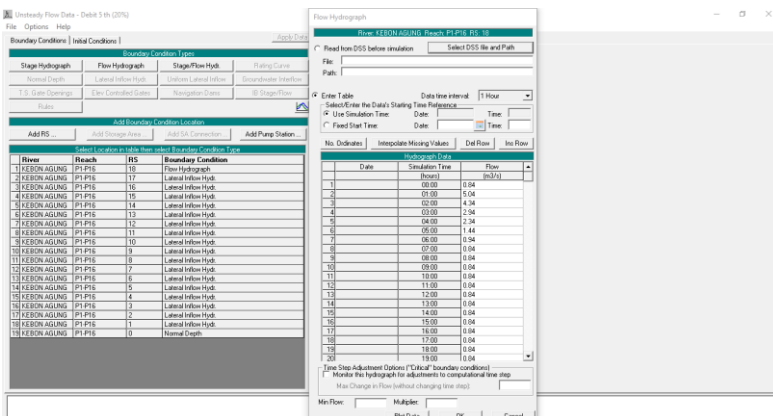 Unsteady Flow Data - Debit 5 th (20%)
File Options Help
Boundary Conditions Initial Conditions Apply Data
Boundary Condition Types
Stage Hydrograph Flow Hydrograph Stage/Flow Hydr. Rating Curve
Normal Depth Lateral Inflow Hydr. Uniform Lateral Inflow Groundwater Interflow
T.S. Gate Openings Elev Controlled Gates Navigation Dams IB Stage/Flow
Rules
Add Boundary Condition Location
Add RS ... Add Storage Area ... Add SA Connection ... Add Pump Station ...
Select Location in table then select Boundary Condition Type
River Reach RS Boundary Condition
1 KEBON AGUNG P1-P16 18 Flow Hydrograph
2 KEBON AGUNG P1-P16 17 Lateral Inflow Hydr.
3 KEBON AGUNG P1-P16 16 Lateral Inflow Hydr.
4 KEBON AGUNG P1-P16 15 Lateral Inflow Hydr.
5 KEBON AGUNG P1-P16 14 Lateral Inflow Hydr.
6 KEBON AGUNG P1-P16 13 Lateral Inflow Hydr.
7 KEBON AGUNG P1-P16 12 Lateral Inflow Hydr.
8 KEBON AGUNG P1-P16 11 Lateral Inflow Hydr.
9 KEBON AGUNG P1-P16 10 Lateral Inflow Hydr.
10 KEBON AGUNG P1-P16 9 Lateral Inflow Hydr.
11 KEBON AGUNG P1-P16 8 Lateral Inflow Hydr.
12 KEBON AGUNG P1-P16 7 Lateral Inflow Hydr.
13 KEBON AGUNG P1-P16 6 Lateral Inflow Hydr.
14 KEBON AGUNG P1-P16 5 Lateral Inflow Hydr.
15 KEBON AGUNG P1-P16 4 Lateral Inflow Hydr.
16 KEBON AGUNG P1-P16 3 Lateral Inflow Hydr.
17 KEBON AGUNG P1-P16 2 Lateral Inflow Hydr.
18 KEBON AGUNG P1-P16 1 Lateral Inflow Hydr.
19 KEBON AGUNG P1-P16 0 Normal Depth
Flow Hydrograph
River: KEBON AGUNG Reach: P1-P16 RS: 18
Read from DSS before simulation Select DSS file and Path
File:
Path:
Enter Table Data time interval: 1 Hour
Select/Enter the Data's Starting Time Reference
Use Simulation Time: Date: Time:
Fixed Start Time: Date: Time:
No. Ordinates Interpolate Missing Values Del Row Ins Row
Hydrograph Data
Date Simulation Time Flow
(hours) (m3/s)
1 00:00 0.84
2 01:00 5.04
3 02:00 4.34
4 03:00 2.94
5 04:00 2.34
6 05:00 1.44
7 06:00 0.94
8 07:00 0.84
9 08:00 0.84
10 09:00 0.84
11 10:00 0.84
12 11:00 0.84
13 12:00 0.84
14 13:00 0.84
15 14:00 0.84
16 15:00 0.84
17 16:00 0.84
18 17:00 0.84
19 18:00 0.84
20 19:00 0.84
Time Step Adjustment Options ("Critical" boundary conditions)
Monitor this hydrograph for adjustments to computational time step
Max Change in Flow (without changing time step):
Min Flow: Multiplier:
Plot Data OK Cancel